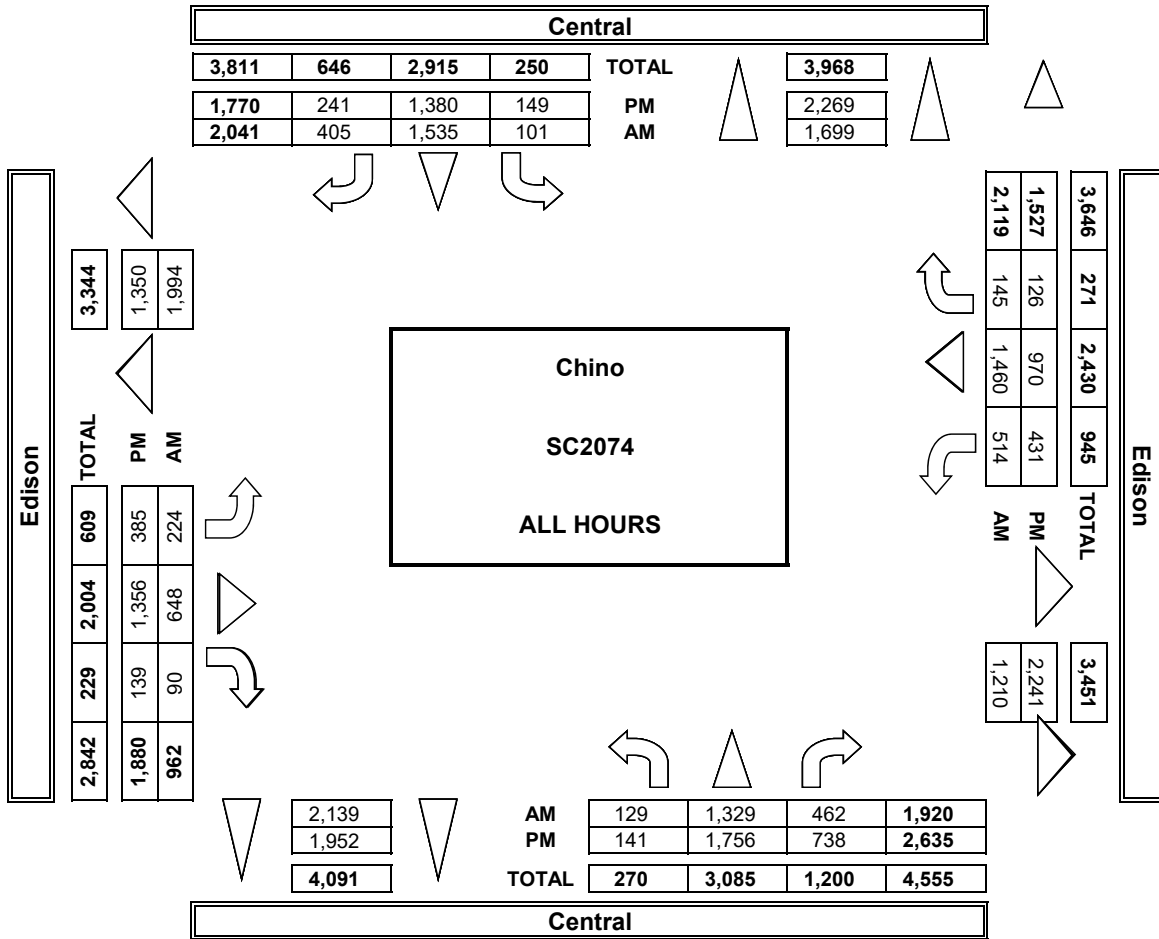 Central
3,811 646 2,915 250 TOTAL 3,968
1,770 241 1,380 149 PM 2,269
2,041 405 1,535 101 AM 1,699
Edison
3,344
1,350
1,994
TOTAL 609 2,004 229 2,842
PM 385 1,356 139 1,880
AM 224 648 90 962
Chino
SC2074
ALL HOURS
3,646 271 2,430 945 TOTAL 3,451
1,527 126 970 431 PM 2,241
2,119 145 1,460 514 AM 1,210
Edison
2,139 AM 129 1,329 462 1,920
1,952 PM 141 1,756 738 2,635
4,091 TOTAL 270 3,085 1,200 4,555
Central